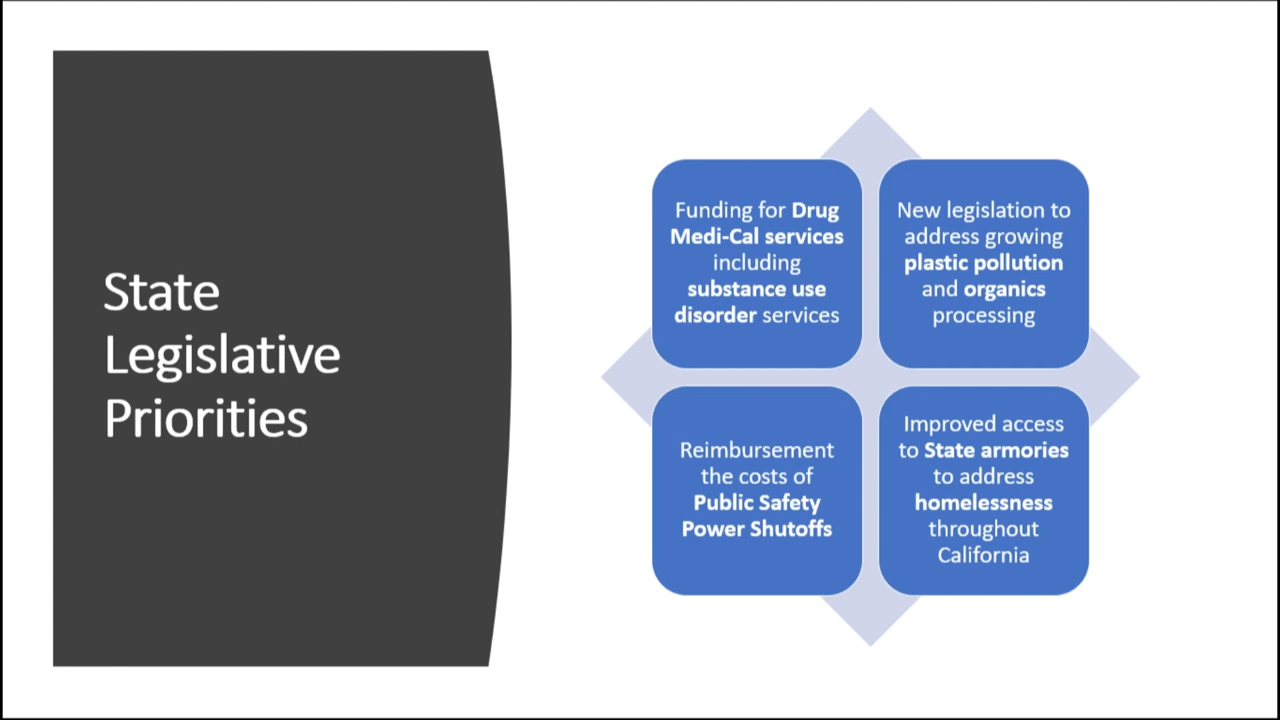 State
Legislative
Priorities
Funding for Drug
Medi-Cal services
including
substance use
disorder services
New legislation to
address growing
plastic pollution
and organics
processing
Reimbursement
the costs of
Public Safety
Power Shutoffs
Improved access
to State armories
to address
homelessness
throughout
California